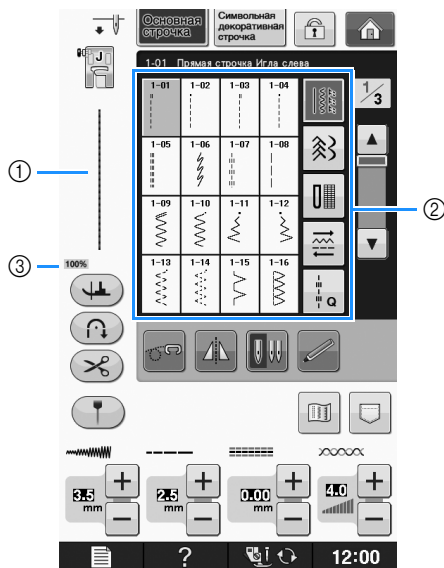 Основная строчка
Символьная декоративная строчка
J
1-01 Прямая строчка Игла слева
1/3
1-01 1-02 1-03 1-04
1-05 1-06 1-07 1-08
1-09 1-10 1-11 1-12
1-13 1-14 1-15 1-16
Q
①
②
③
100%
3.5 mm
2.5 mm
0.00 mm
4.0
?
12:00